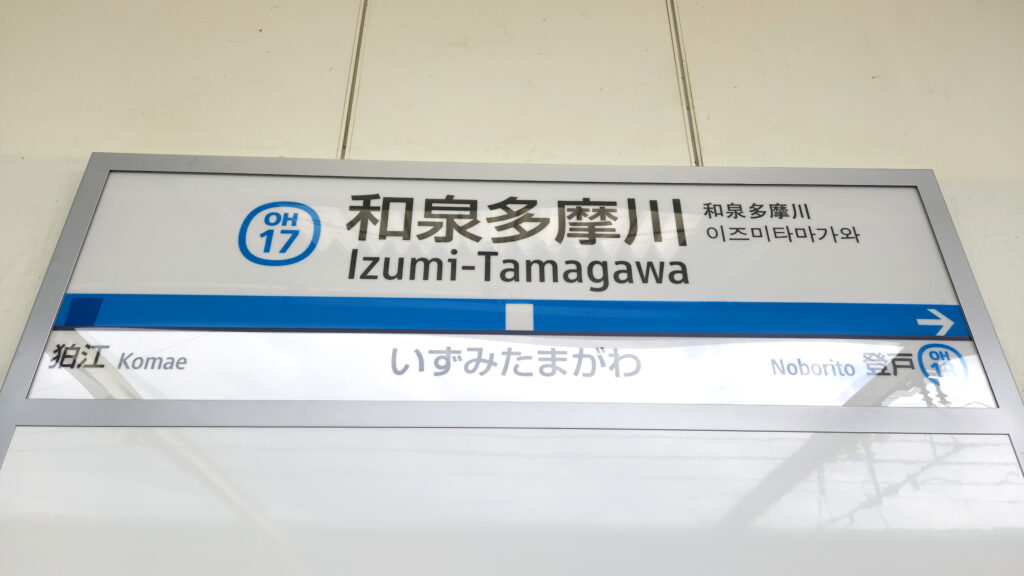 OH
17
和泉多摩川
Izumi-Tamagawa
和泉多摩川
이즈미타마가와
狛江 Komae
いずみたまがわ
Noborito 登戸
OH
18